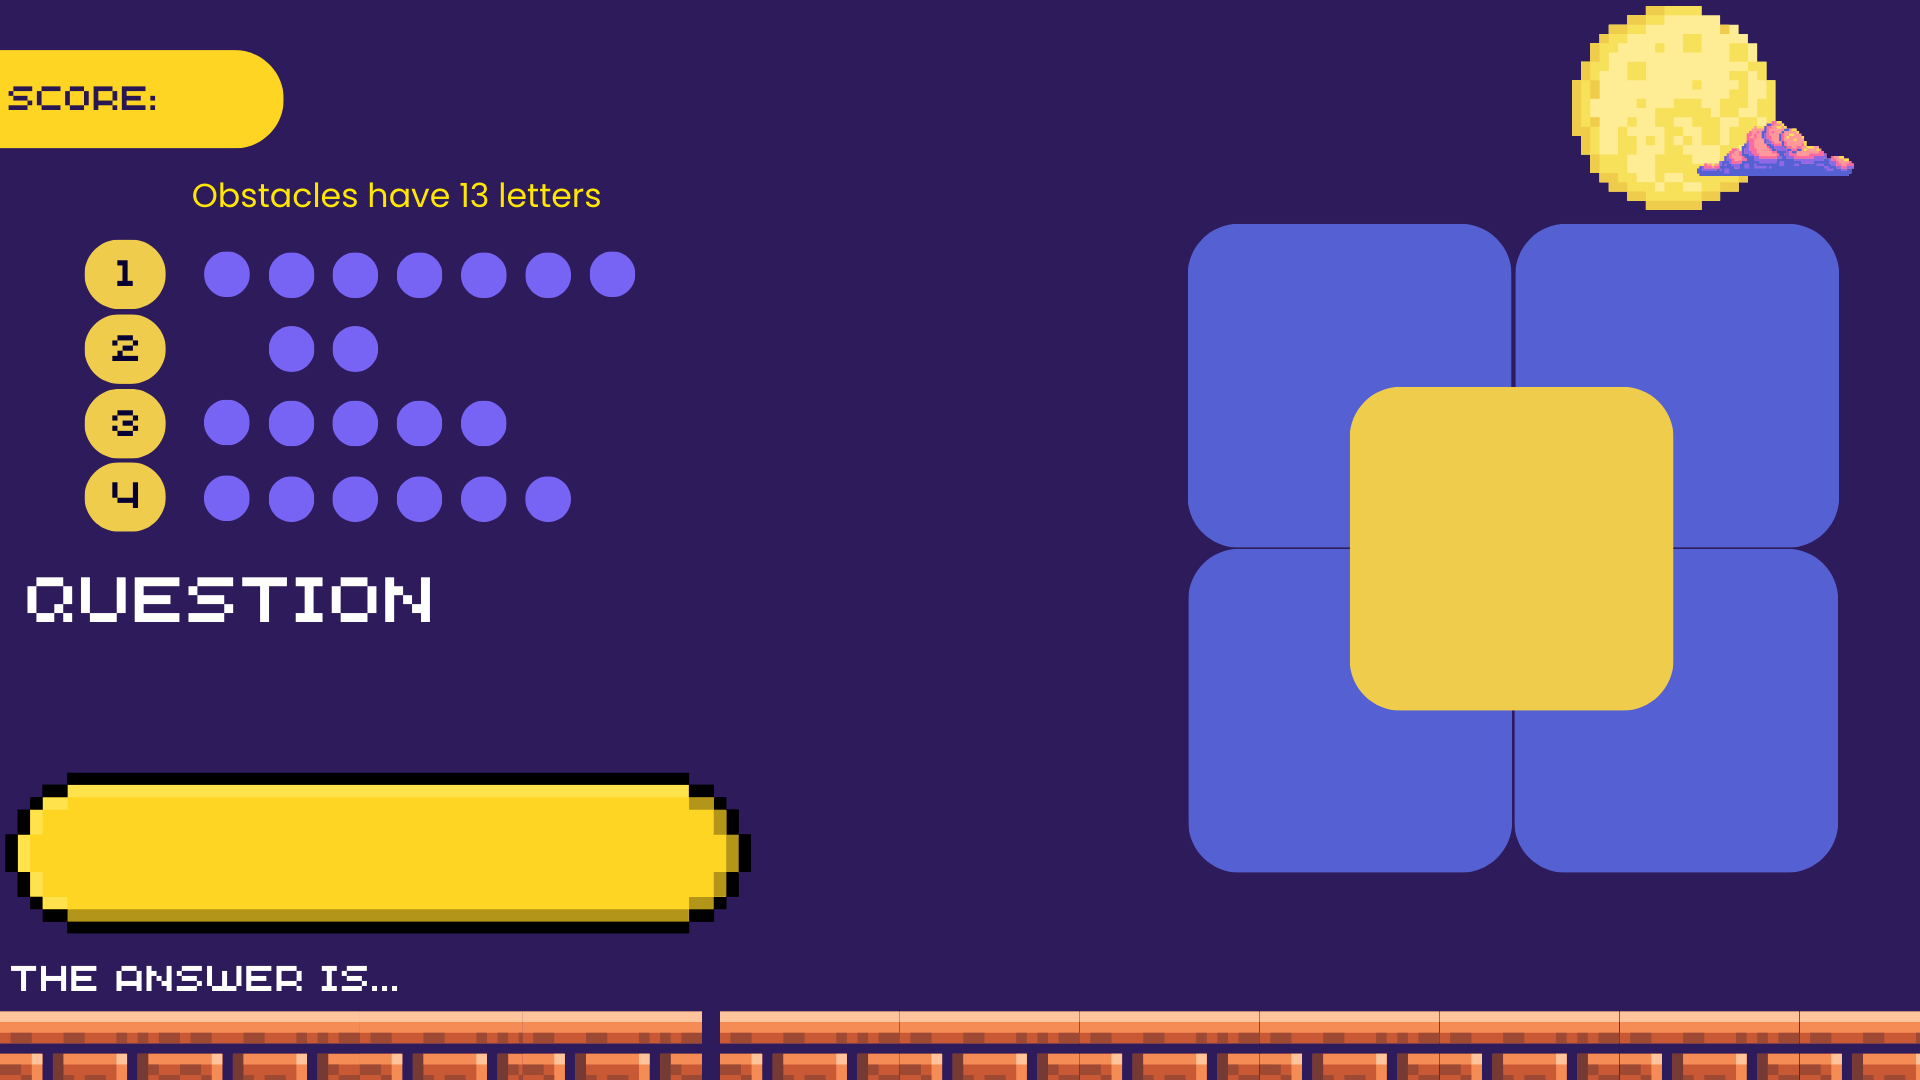 SCORE:
Obstacles have 13 letters
1
2
3
4
QUESTION
THE ANSWER IS...